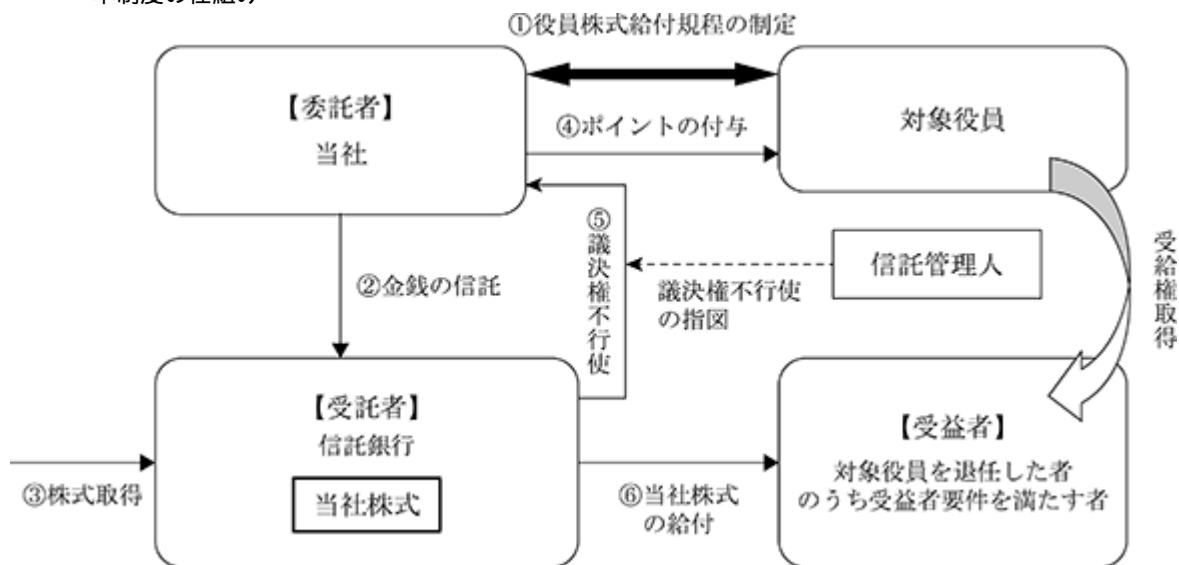 ①役員株式給付規程の制定
【委託者】
当社
対象役員
④ポイントの付与
②金銭の信託
⑤議決権不行使
信託管理人
議決権不行使
の指図
受給権取得
【受託者】
信託銀行
当社株式
③株式取得
⑥当社株式
の給付
【受益者】
対象役員を退任した者
のうち受益者要件を満たす者